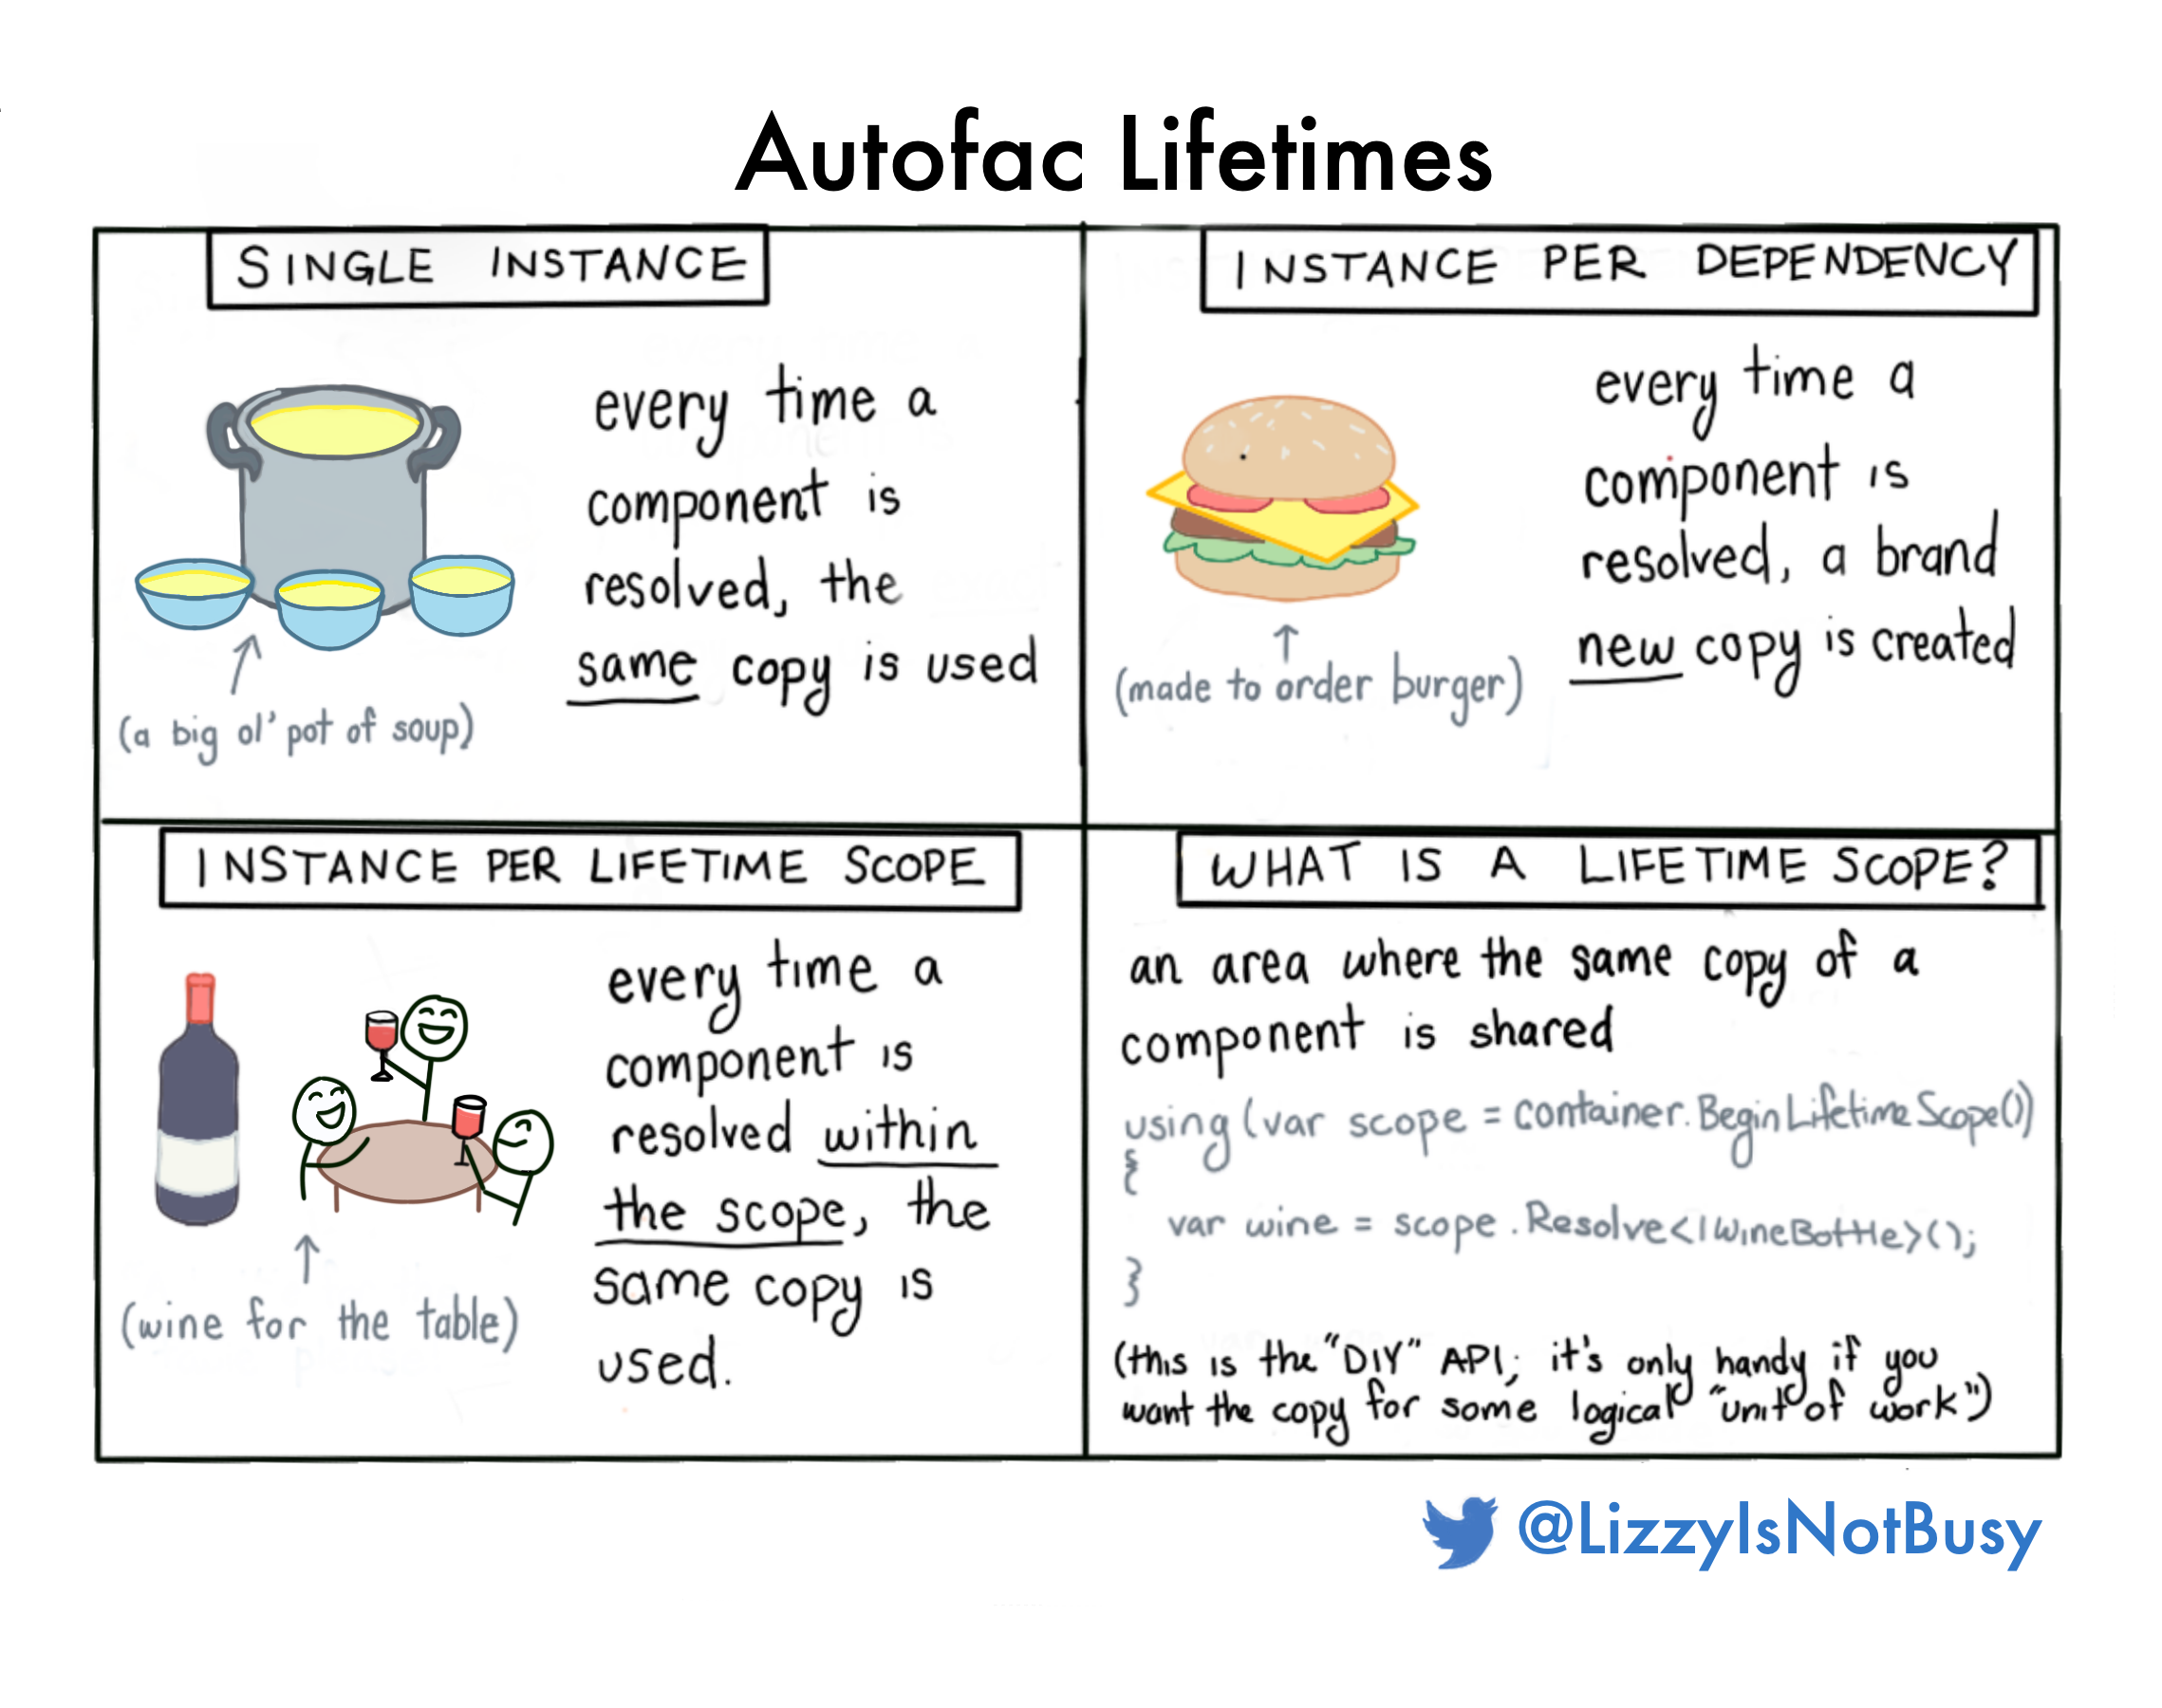 Autofac Lifetimes
SINGLE INSTANCE
every time a
component is
resolved, the
same copy is used
(a big ol' pot of soup)
INSTANCE PER DEPENDENCY
every time a
component is
resolved, a brand
new copy is created
(made to order burger)
INSTANCE PER LIFETIME SCOPE
every time a
component is
resolved within
the scope, the
same copy is
used.
(wine for the table)
WHAT IS A LIFETIME SCOPE?
an area where the same copy of a
component is shared
using (var scope = container.BeginLifetimeScope())
{
var wine = scope.Resolve<IWineBottle>();
}
(this is the "DIY" API; it's only handy if you
want the copy for some logical "unit of work")
@LizzyIsNotBusy